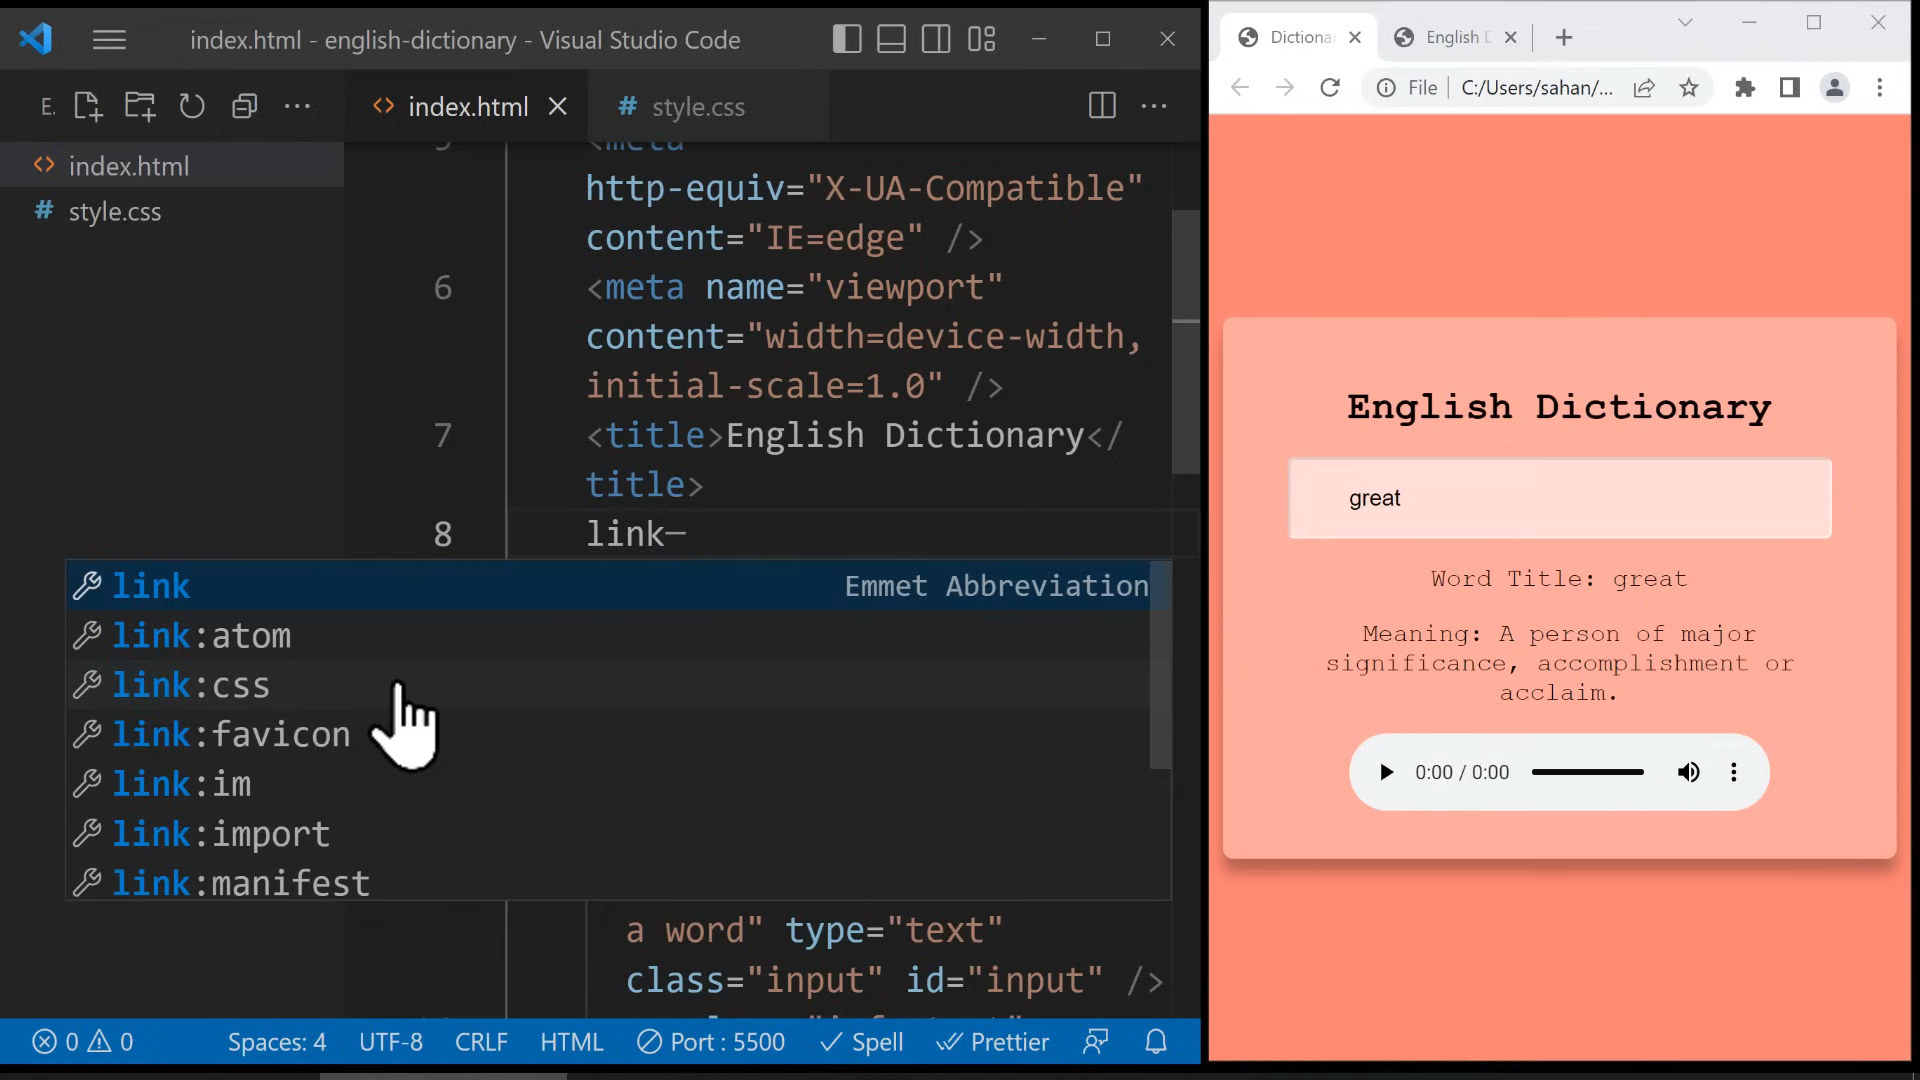 index.html - english-dictionary - Visual Studio Code
E.
index.html
style.css
index.html
style.css
5
<meta
http-equiv="X-UA-Compatible"
content="IE=edge" />
6
<meta name="viewport"
content="width=device-width,
initial-scale=1.0" />
7
<title>English Dictionary</
title>
8
link
link
Emmet Abbreviation
link:atom
link:css
link:favicon
link:im
link:import
link:manifest
a word" type="text"
class="input" id="input" />
0
0
Spaces: 4
UTF-8
CRLF
HTML
Port : 5500
Spell
Prettier
Dictiona
English D
File
C:/Users/sahan/...
English Dictionary
great
Word Title: great
Meaning: A person of major
significance, accomplishment or
acclaim.
0:00 / 0:00